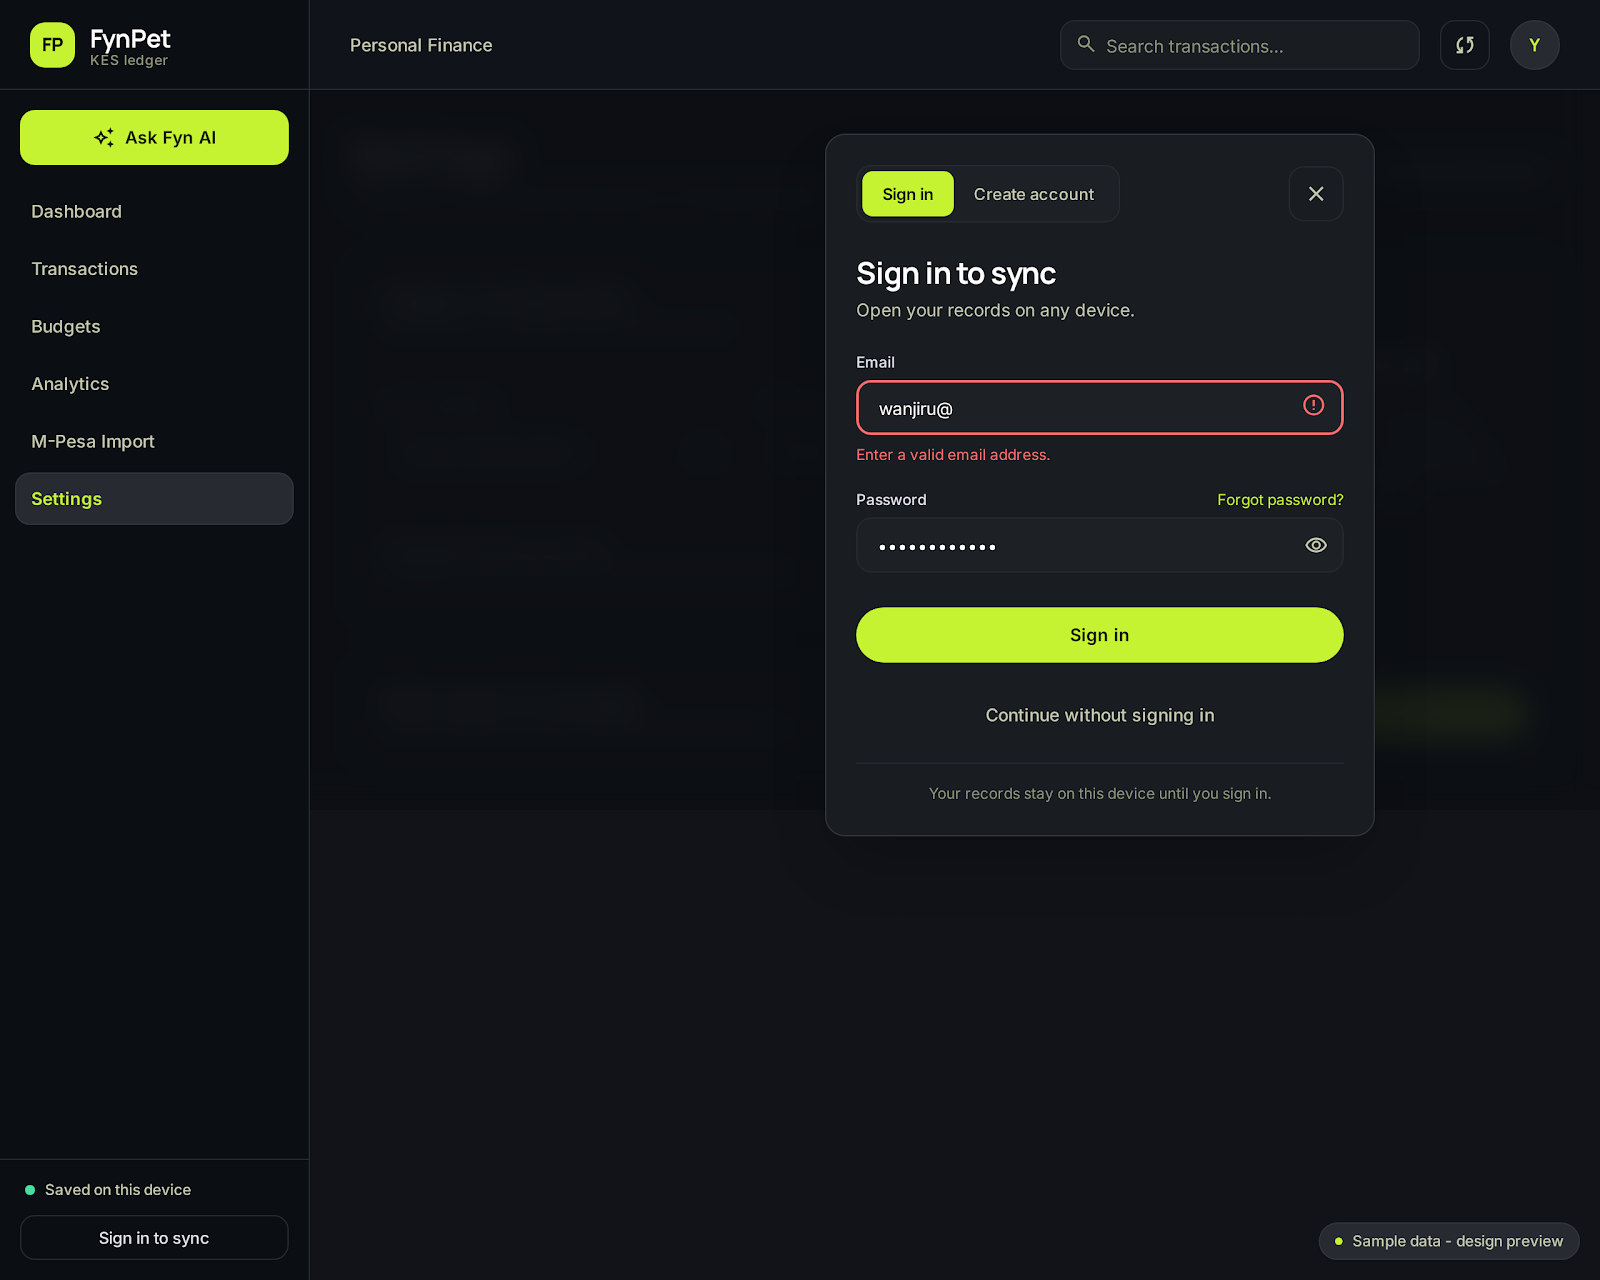 FP
FynPet
KES ledger
Personal Finance
Search transactions...
Y
Ask Fyn AI
Dashboard
Transactions
Budgets
Analytics
M-Pesa Import
Settings
Sign in
Create account
Sign in to sync
Open your records on any device.
Email
wanjiru@
Enter a valid email address.
Password
Forgot password?
Sign in
Continue without signing in
Your records stay on this device until you sign in.
Saved on this device
Sign in to sync
Sample data - design preview